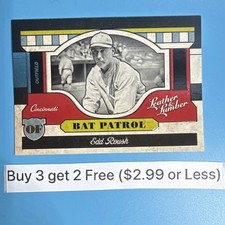 OUTFIELD
Cincinnati
Leather & Lumber
OF
BAT PATROL
Edd Roush
Buy 3 get 2 Free ($2.99 or Less)